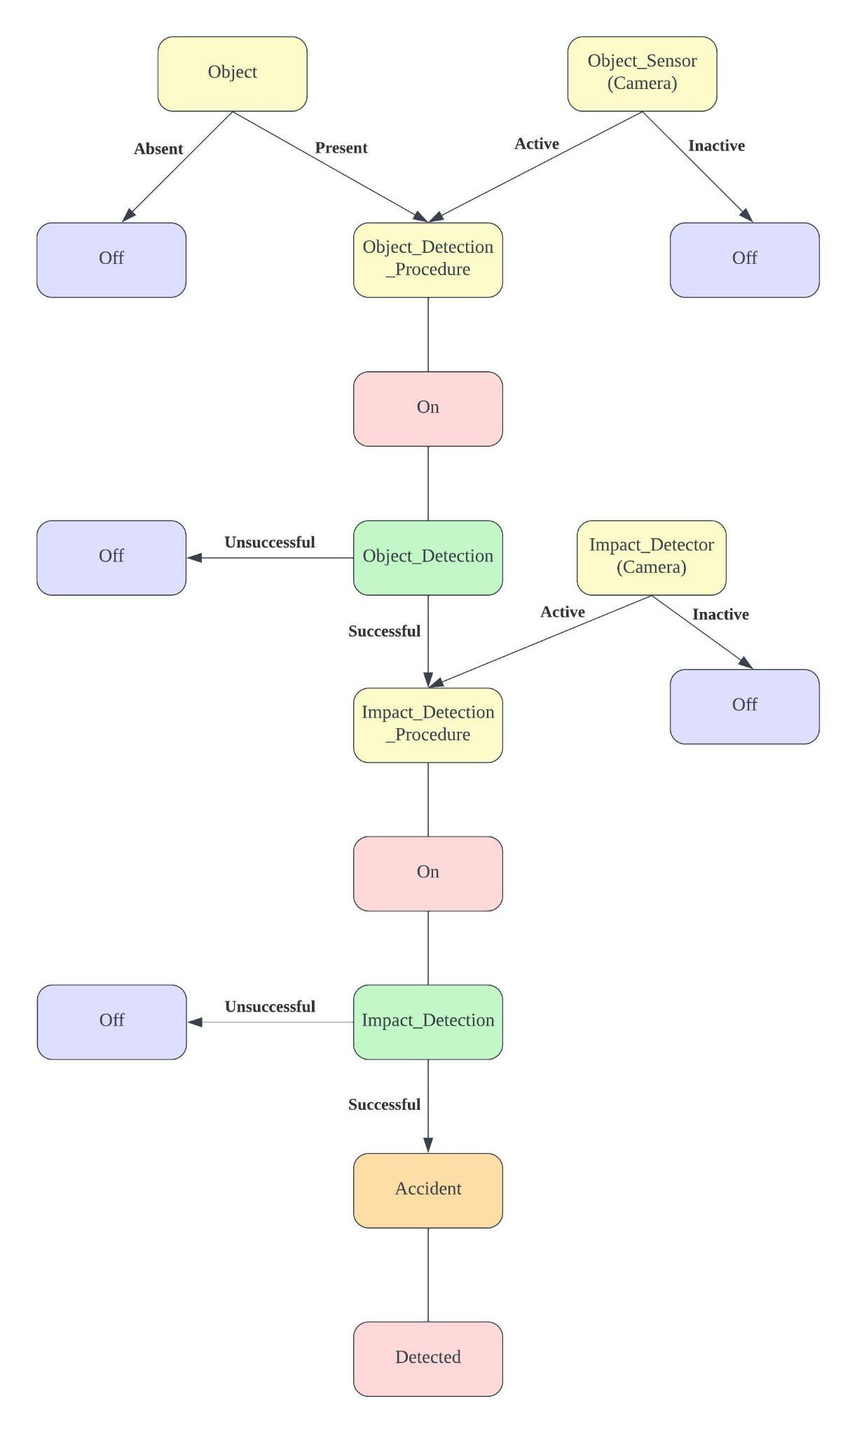 Object
Object_Sensor
(Camera)
Absent
Present
Active
Inactive
Off
Object_Detection
_Procedure
Off
On
Off
Unsuccessful
Object_Detection
Impact_Detector
(Camera)
Successful
Active
Inactive
Impact_Detection
_Procedure
Off
On
Off
Unsuccessful
Impact_Detection
Successful
Accident
Detected